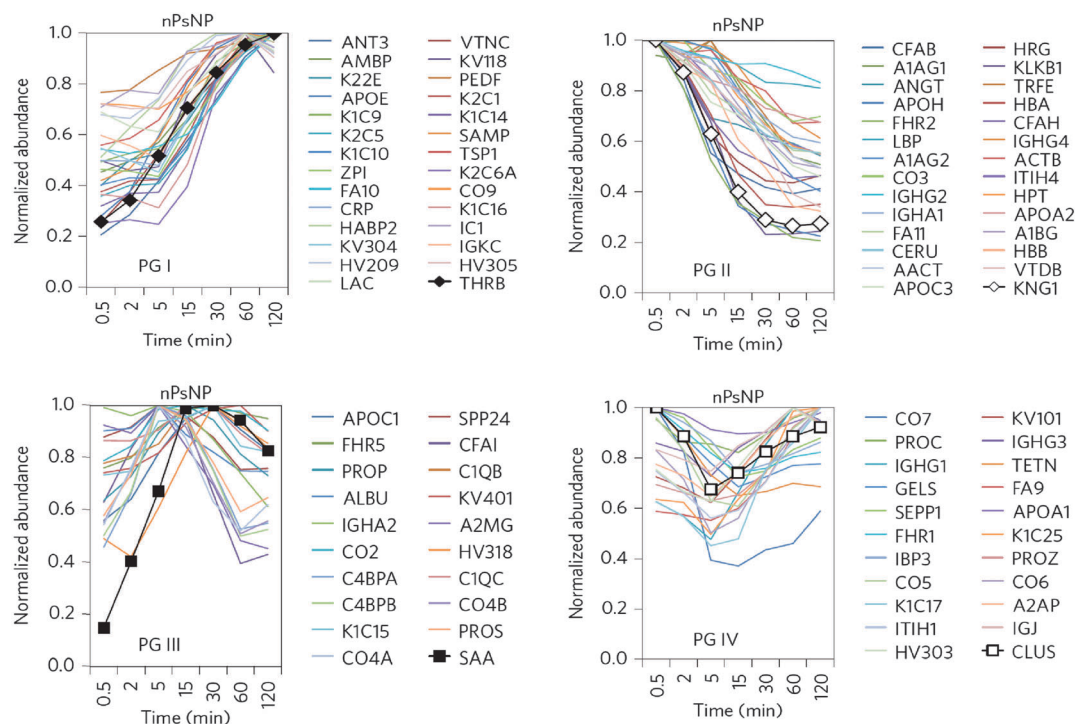 nPsNP
Normalized abundance
1.0
0.8
0.6
0.4
0.2
0.0
PG I
0.5 2 5 15 30 60 120
Time (min)
ANT3 VTNC
AMBP KV118
K22E PEDF
APOE K2C1
K1C9 K1C14
K2C5 SAMP
K1C10 TSP1
ZPI K2C6A
FA10 CO9
CRP K1C16
HABP2 IC1
KV304 IGKC
HV209 HV305
LAC THRB
nPsNP
Normalized abundance
1.0
0.8
0.6
0.4
0.2
0.0
PG II
0.5 2 5 15 30 60 120
Time (min)
CFAB HRG
A1AG1 KLKB1
ANGT TRFE
APOH HBA
FHR2 CFAH
LBP IGHG4
A1AG2 ACTB
CO3 ITIH4
IGHG2 HPT
IGHA1 APOA2
FA11 A1BG
CERU HBB
AACT VTDB
APOC3 KNG1
nPsNP
Normalized abundance
1.0
0.8
0.6
0.4
0.2
0.0
PG III
0.5 2 5 15 30 60 120
Time (min)
APOC1 SPP24
FHR5 CFAI
PROP C1QB
ALBU KV401
IGHA2 A2MG
CO2 HV318
C4BPA C1QC
C4BPB CO4B
K1C15 PROS
CO4A SAA
nPsNP
Normalized abundance
1.0
0.8
0.6
0.4
0.2
0.0
PG IV
0.5 2 5 15 30 60 120
Time (min)
CO7 KV101
PROC IGHG3
IGHG1 TETN
GELS FA9
SEPP1 APOA1
FHR1 K1C25
IBP3 PROZ
CO5 CO6
K1C17 A2AP
ITIH1 IGJ
HV303 CLUS